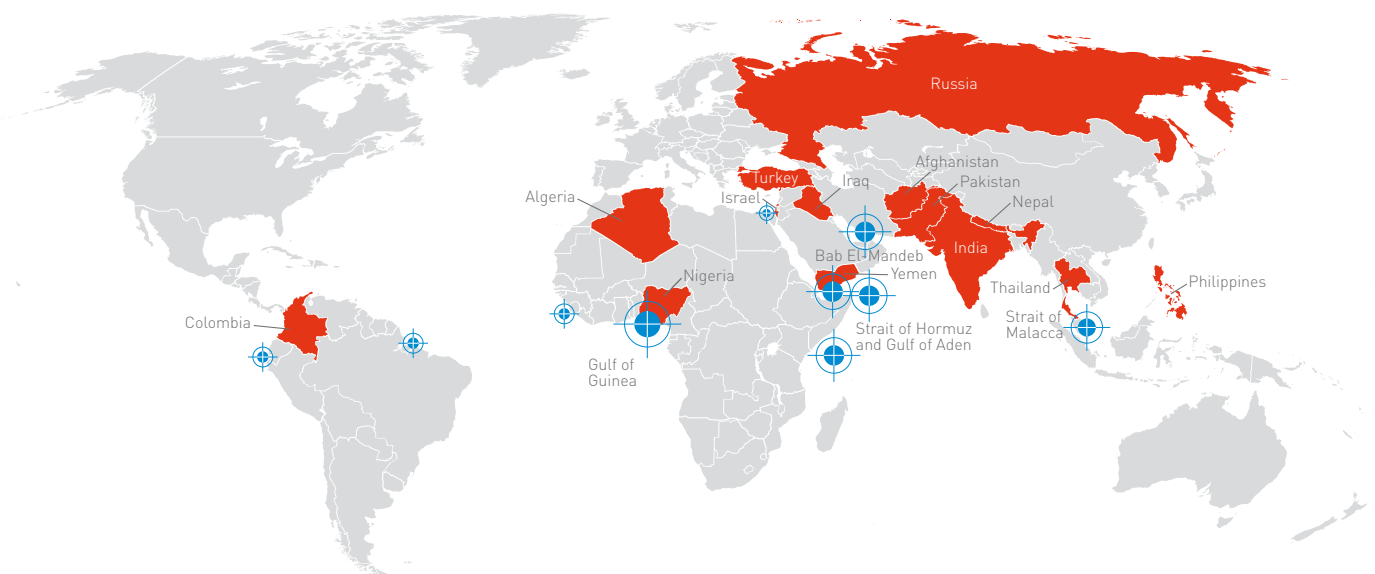 Russia
Afghanistan
Turkey
Iraq
Pakistan
Algeria
Israel
Nepal
India
Bab El-Mandeb
Yemen
Nigeria
Philippines
Thailand
Colombia
Strait of
Malacca
Strait of Hormuz
and Gulf of Aden
Gulf of
Guinea